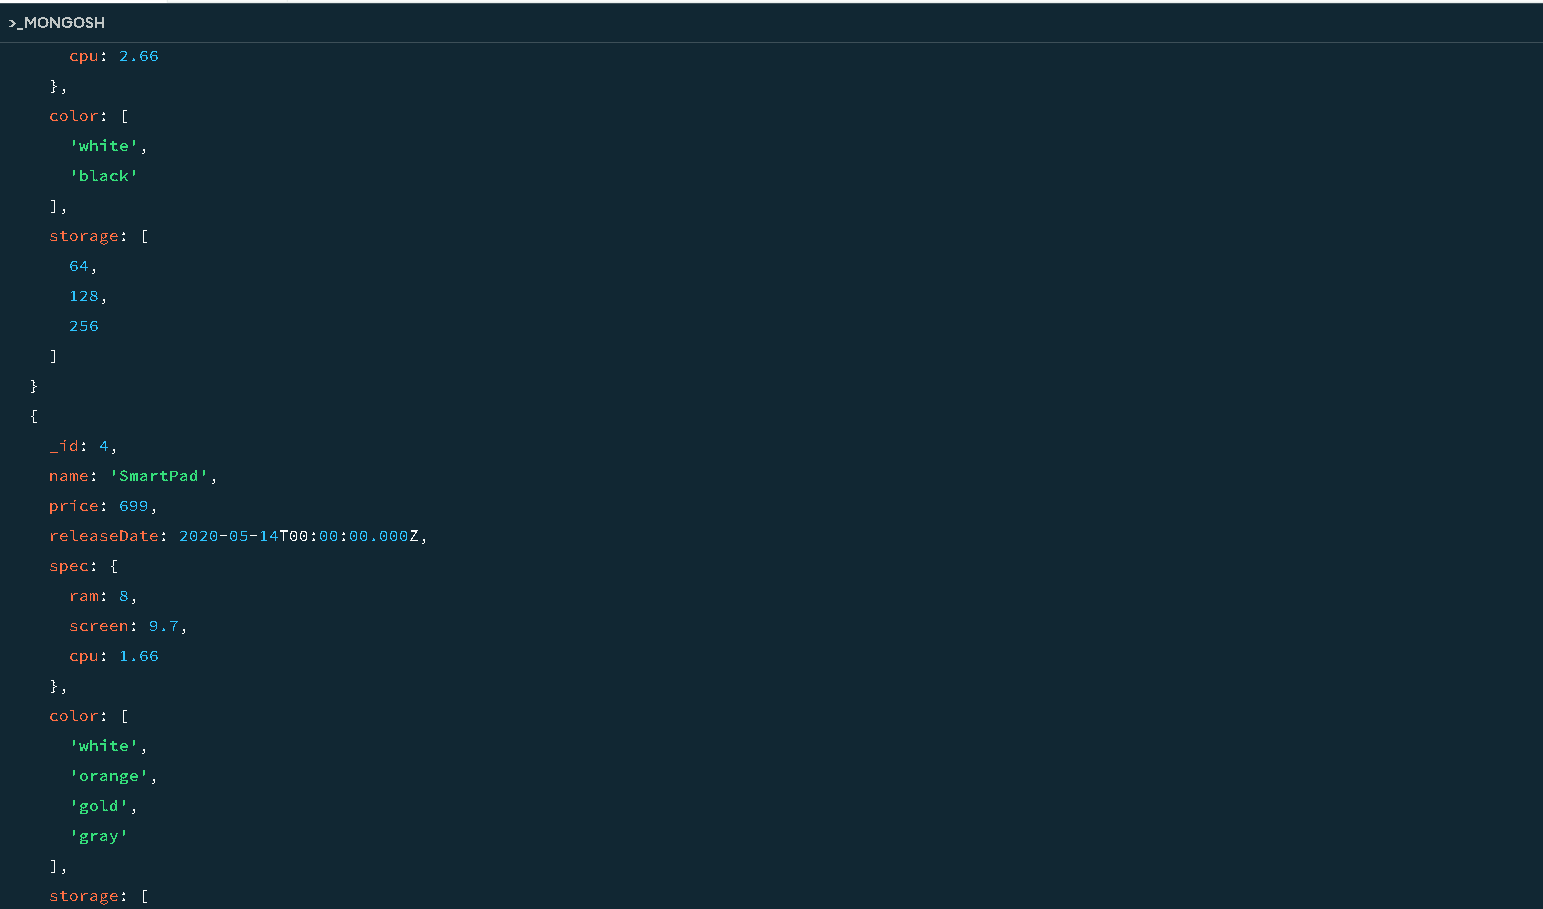 >_MONGOSH
cpu: 2.66
},
color: [
'white',
'black'
],
storage: [
64,
128,
256
]
}
{
_id: 4,
name: 'SmartPad',
price: 699,
releaseDate: 2020-05-14T00:00:00.000Z,
spec: {
ram: 8,
screen: 9.7,
cpu: 1.66
},
color: [
'white',
'orange',
'gold',
'gray'
],
storage: [